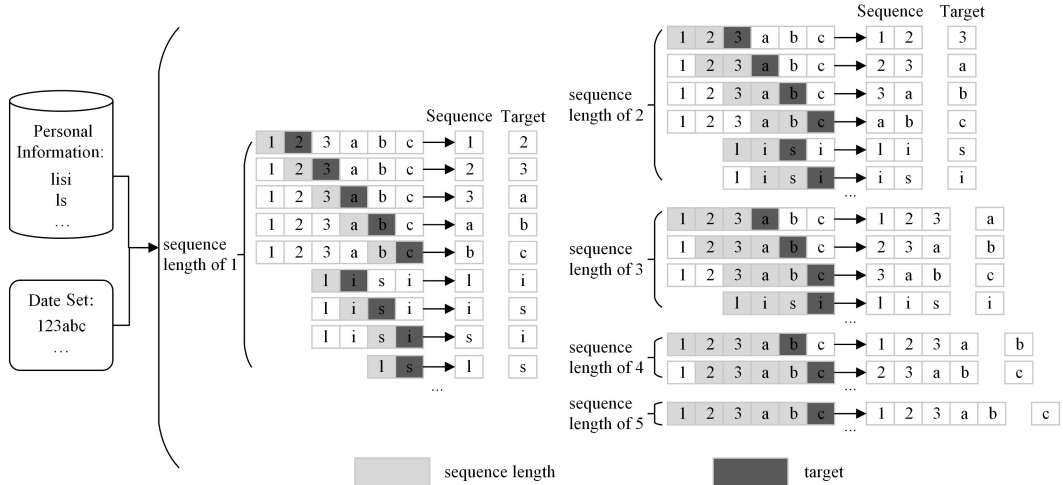 Personal
Information:
lisi
ls
...
Date Set:
123abc
...
sequence
length of 1
Sequence Target
1 2 3 a b c 1 2
1 2 3 a b c 2 3
1 2 3 a b c 3 a
1 2 3 a b c a b
1 2 3 a b c b c
l i s i l i
l i s i i s
l i s i s i
l s l s
...
sequence
length of 2
Sequence Target
1 2 3 a b c 1 2 3
1 2 3 a b c 2 3 a
1 2 3 a b c 3 a b
1 2 3 a b c a b c
l i s i l i s
l i s i i s i
...
sequence
length of 3
1 2 3 a b c 1 2 3 a
1 2 3 a b c 2 3 a b
1 2 3 a b c 3 a b c
l i s i l i s i
...
sequence
length of 4
1 2 3 a b c 1 2 3 a b
1 2 3 a b c 2 3 a b c
...
sequence
length of 5
1 2 3 a b c 1 2 3 a b c
...
sequence length
target